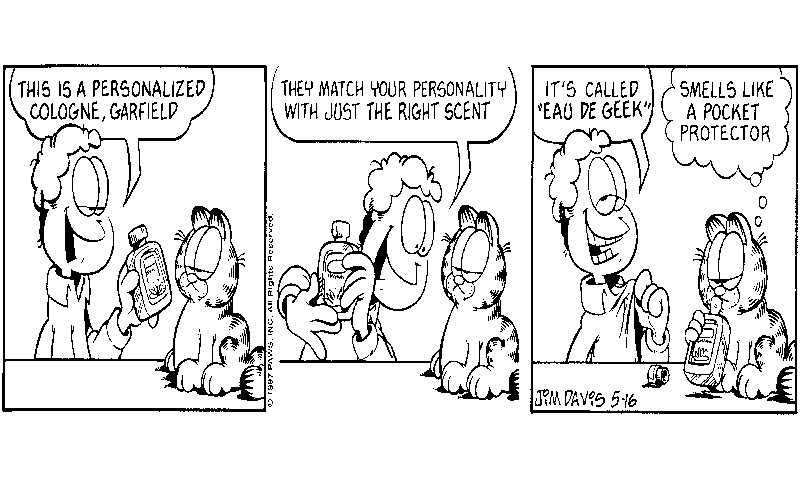 THIS IS A PERSONALIZED
COLOGNE, GARFIELD
THEY MATCH YOUR PERSONALITY
WITH JUST THE RIGHT SCENT
IT'S CALLED
"EAU DE GEEK"
SMELLS LIKE
A POCKET
PROTECTOR
© 1997 PAWS, INC. All Rights Reserved.
JIM DAVIS 5-16